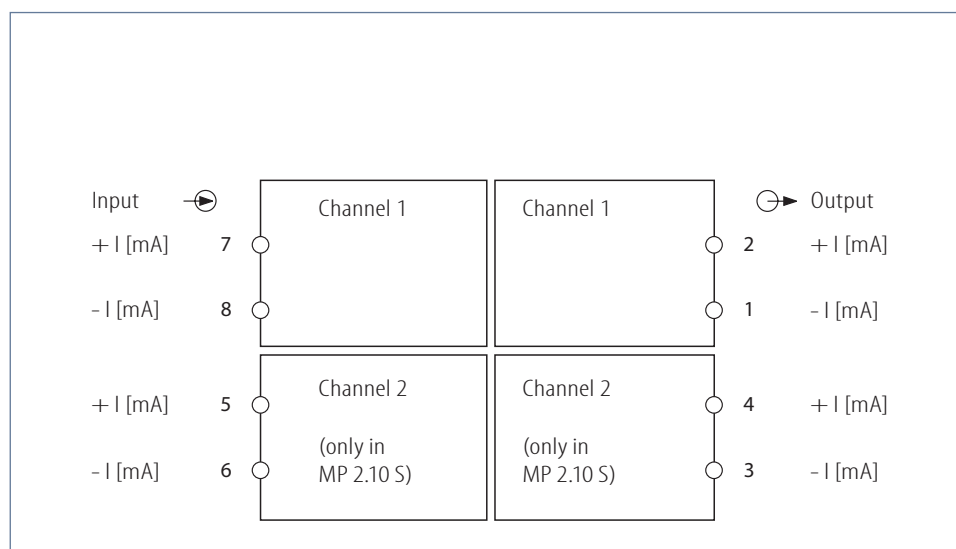 Input
Channel 1
Channel 1
Output
+ I [mA] 7
2 + I [mA]
- I [mA] 8
1 - I [mA]
Channel 2
Channel 2
+ I [mA] 5
4 + I [mA]
(only in
MP 2.10 S)
(only in
MP 2.10 S)
- I [mA] 6
3 - I [mA]